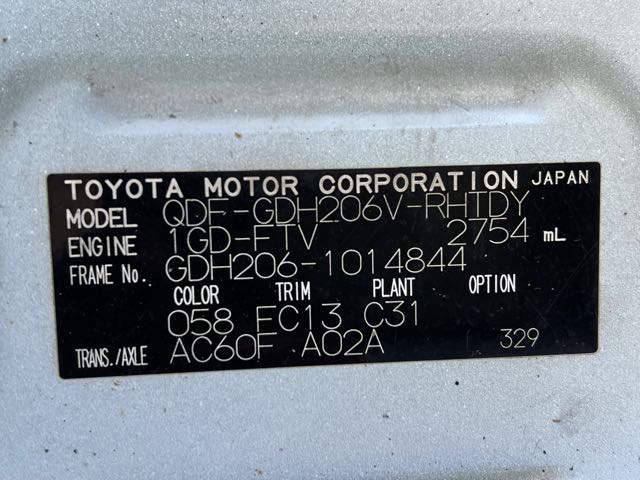 TOYOTA MOTOR CORPORATION JAPAN
MODEL QDF-GDH206V-RHTDY
ENGINE 1GD-FTV 2754 mL
FRAME No. GDH206-1014844
COLOR TRIM PLANT OPTION
058 FC13 C31
TRANS./AXLE AC60F A02A 329